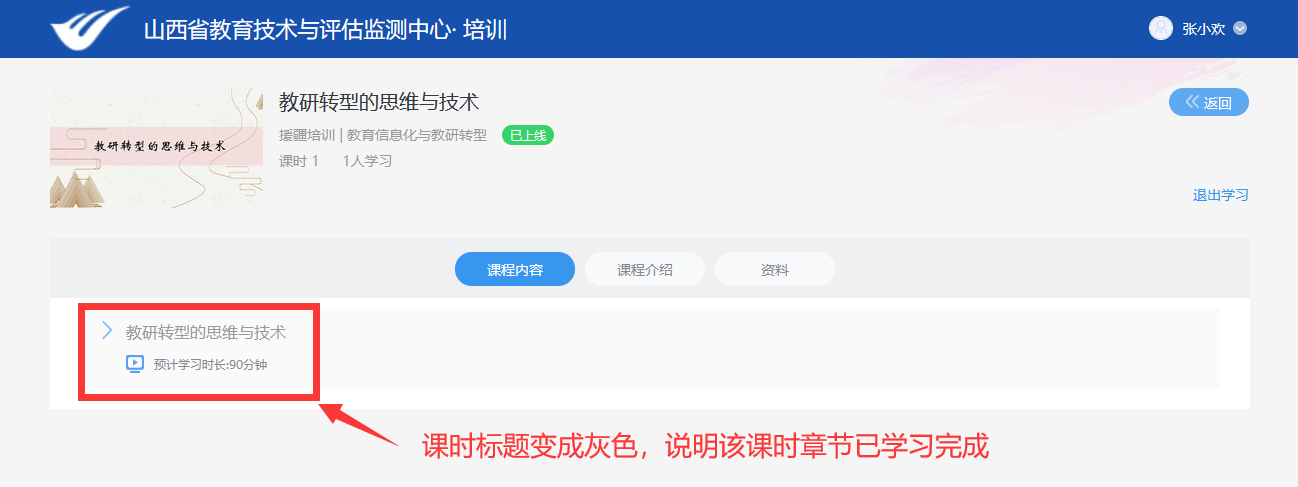 山西省教育技术与评估监测中心· 培训
张小欢
教研转型的思维与技术
教研转型的思维与技术
返回
援疆培训 | 教育信息化与教研转型
已上线
课时 1
1人学习
退出学习
课程内容
课程介绍
资料
教研转型的思维与技术
预计学习时长:90分钟
课时标题变成灰色，说明该课时章节已学习完成